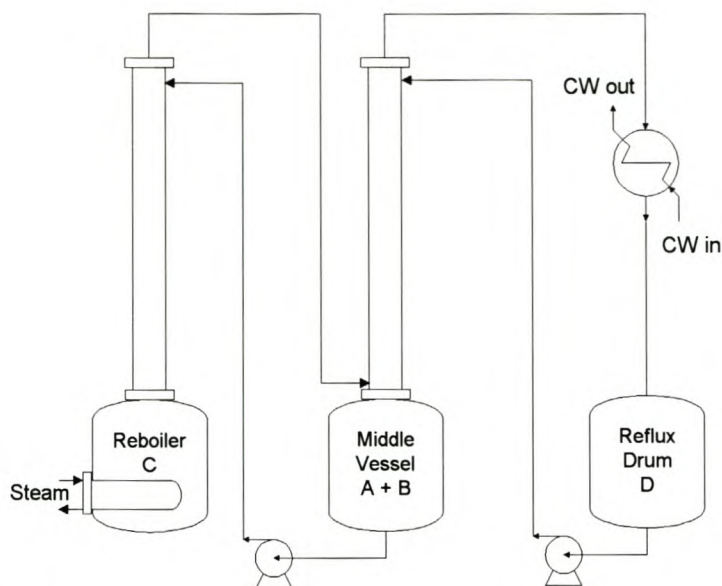 CW out
CW in
Reboiler
C
Steam
Middle
Vessel
A + B
Reflux
Drum
D